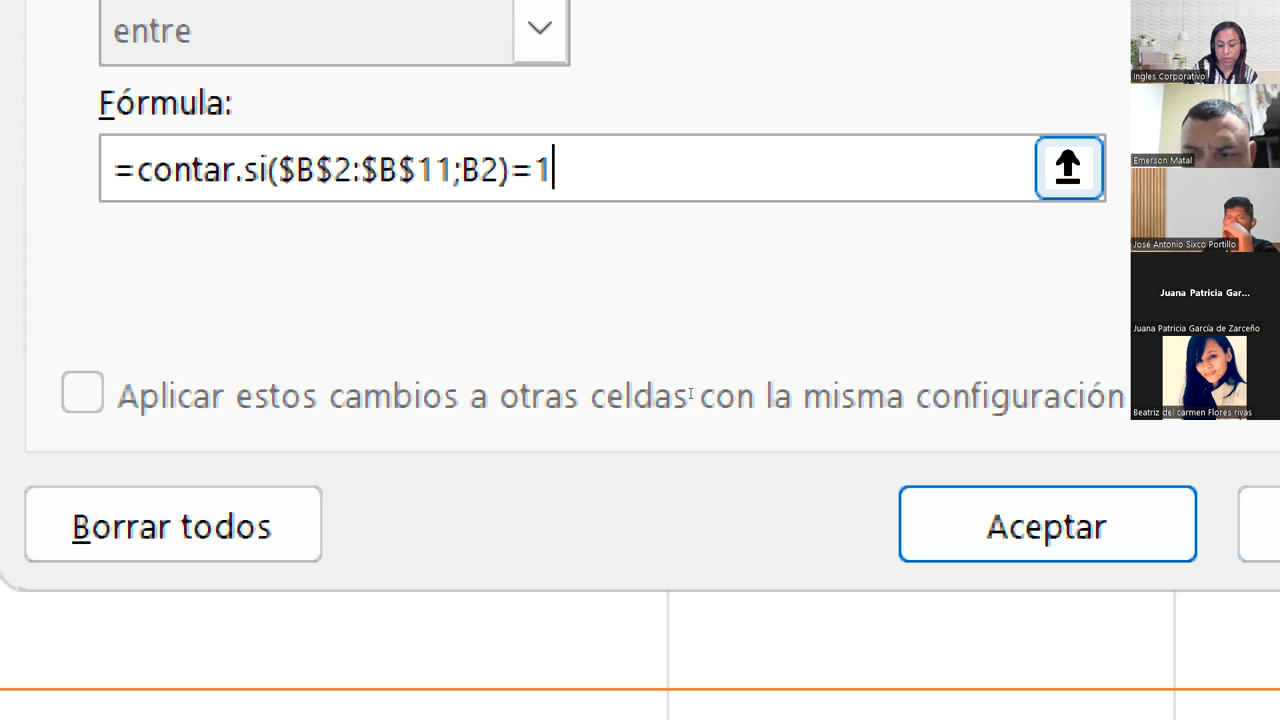 entre
Fórmula:
=contar.si($B$2:$B$11;B2)=1
Aplicar estos cambios a otras celdas con la misma configuración
Borrar todos
Aceptar
Ingles Corporativo
Emerson Matal
José Antonio Sixco Portillo
Juana Patricia Gar...
Juana Patricia García de Zarceño
Beatriz del carmen Flores rivas